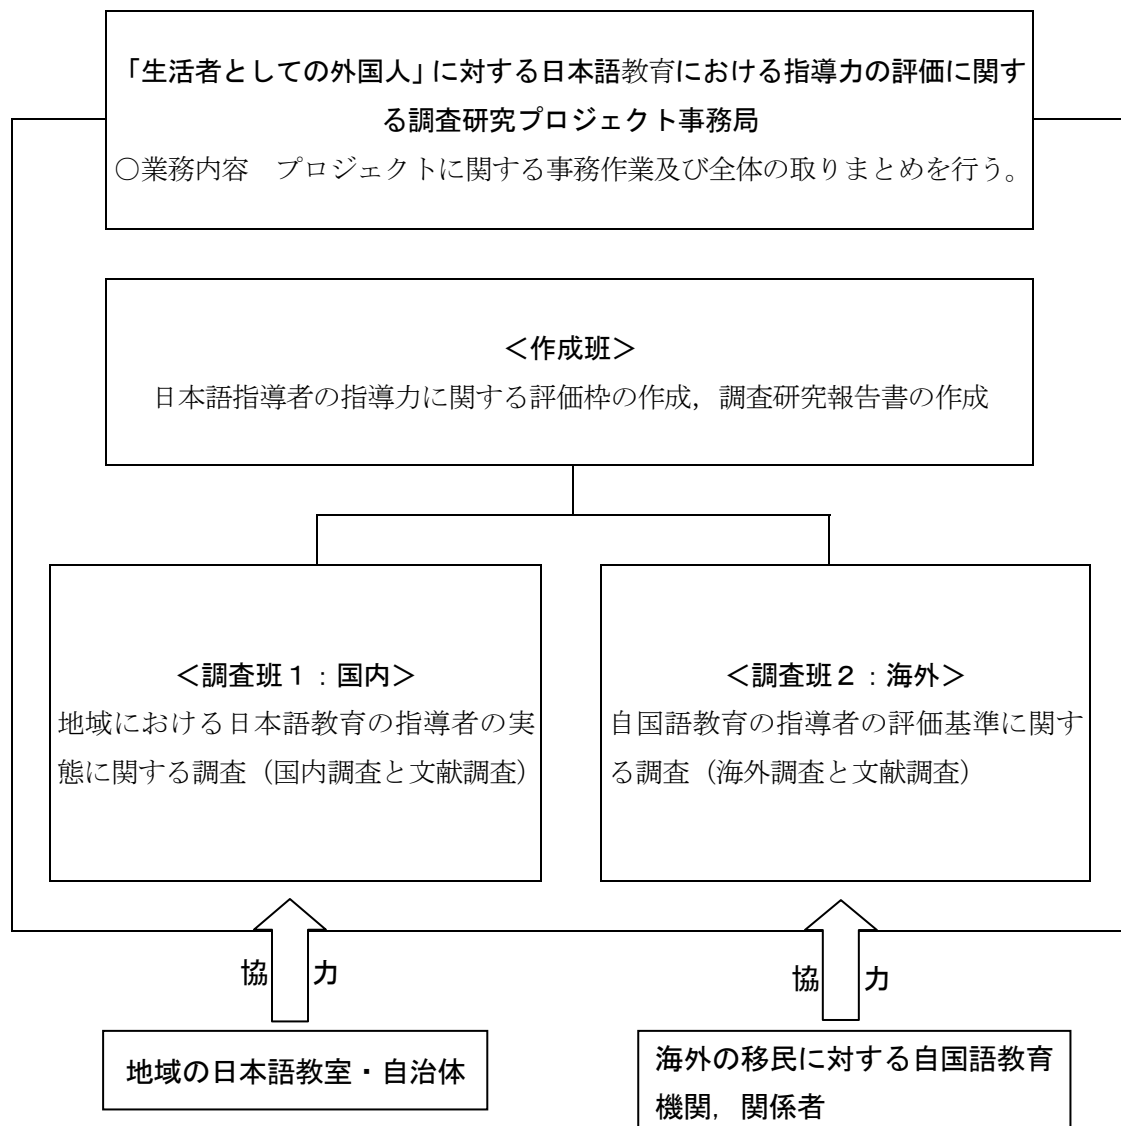 「生活者としての外国人」に対する日本語教育における指導力の評価に関す
る調査研究プロジェクト事務局
○業務内容　プロジェクトに関する事務作業及び全体の取りまとめを行う。
＜作成班＞
日本語指導者の指導力に関する評価枠の作成，調査研究報告書の作成
＜調査班１：国内＞
地域における日本語教育の指導者の実
態に関する調査（国内調査と文献調査）
＜調査班２：海外＞
自国語教育の指導者の評価基準に関す
る調査（海外調査と文献調査）
協力
協力
地域の日本語教室・自治体
海外の移民に対する自国語教育
機関，関係者